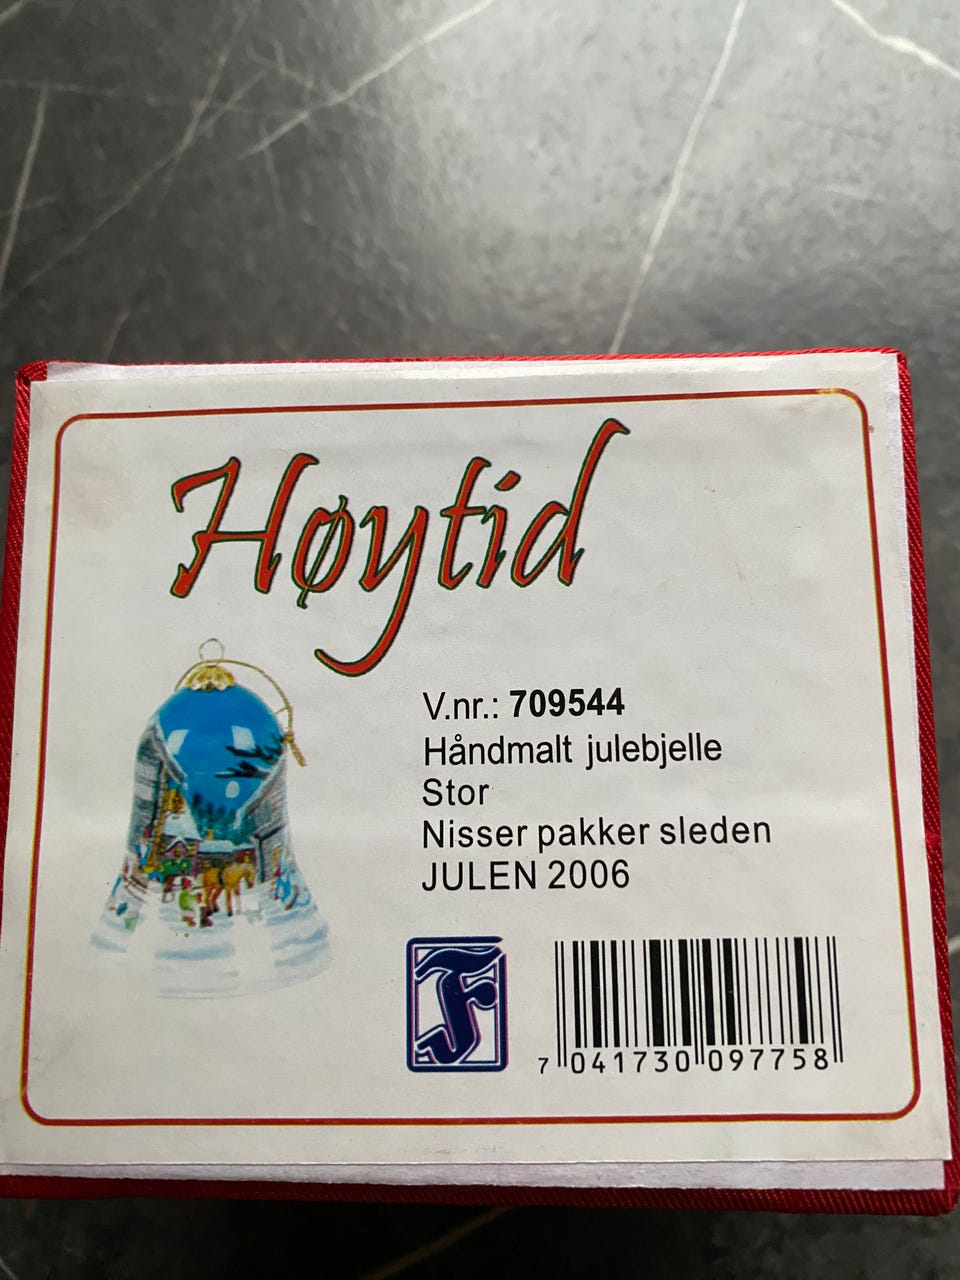 Høytid
V.nr.: 709544
Håndmalt julebjelle
Stor
Nisser pakker sleden
JULEN 2006
F
7 041730 097758